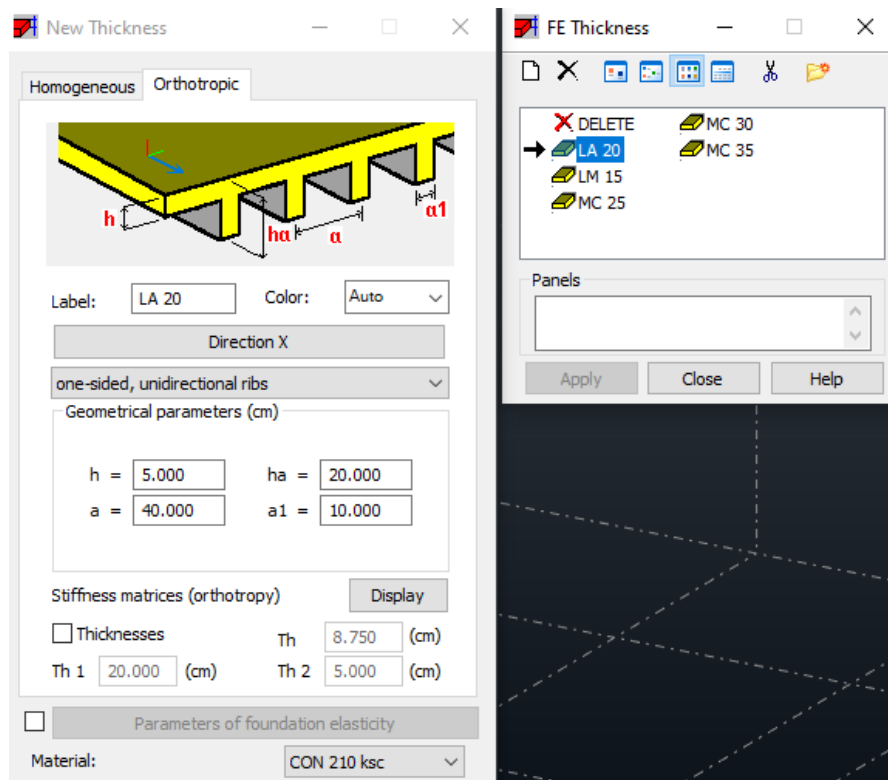 New Thickness
Homogeneous Orthotropic
h
hα
α
α1
Label: LA 20 Color: Auto
Direction X
one-sided, unidirectional ribs
Geometrical parameters (cm)
h = 5.000 ha = 20.000
a = 40.000 a1 = 10.000
Stiffness matrices (orthotropy) Display
Thicknesses Th 8.750 (cm)
Th 1 20.000 (cm) Th 2 5.000 (cm)
Parameters of foundation elasticity
Material: CON 210 ksc
FE Thickness
DELETE MC 30
LA 20 MC 35
LM 15
MC 25
Panels
Apply Close Help